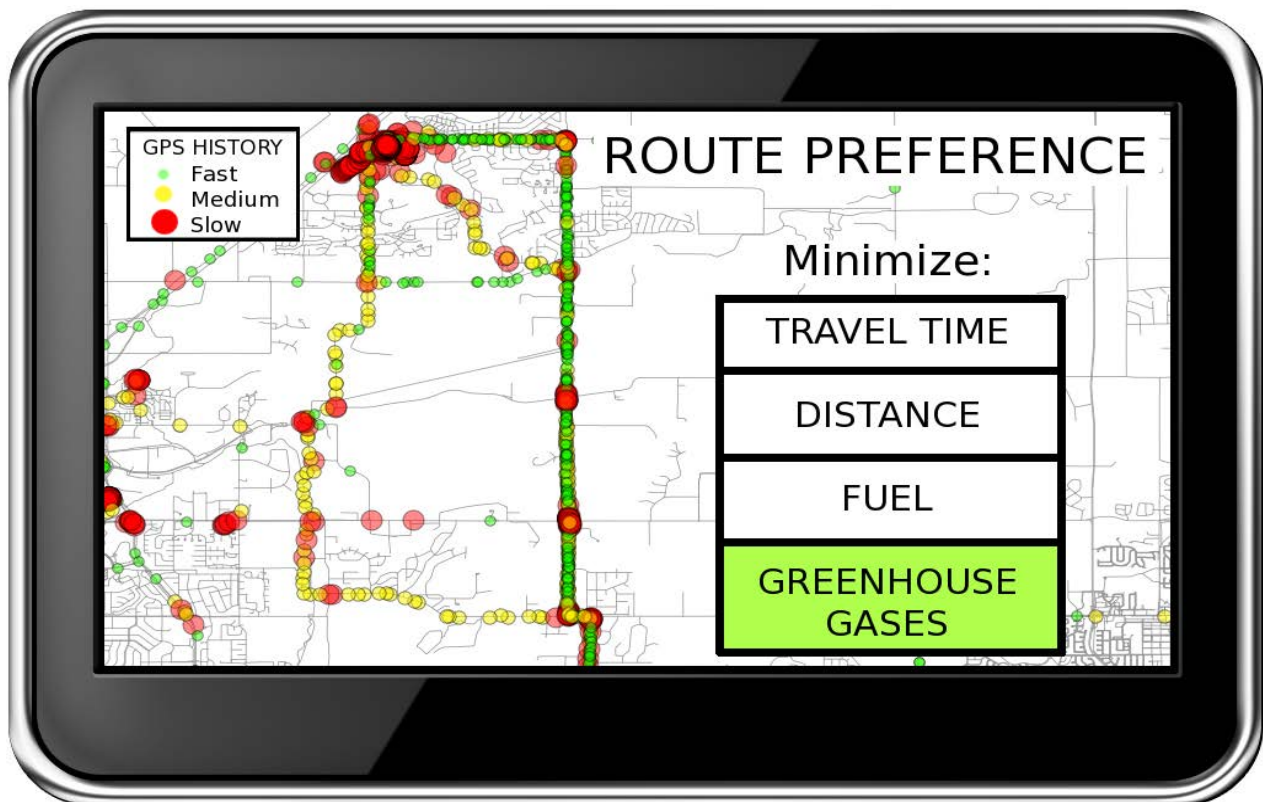 GPS HISTORY
Fast
Medium
Slow
ROUTE PREFERENCE
Minimize:
TRAVEL TIME
DISTANCE
FUEL
GREENHOUSE
GASES